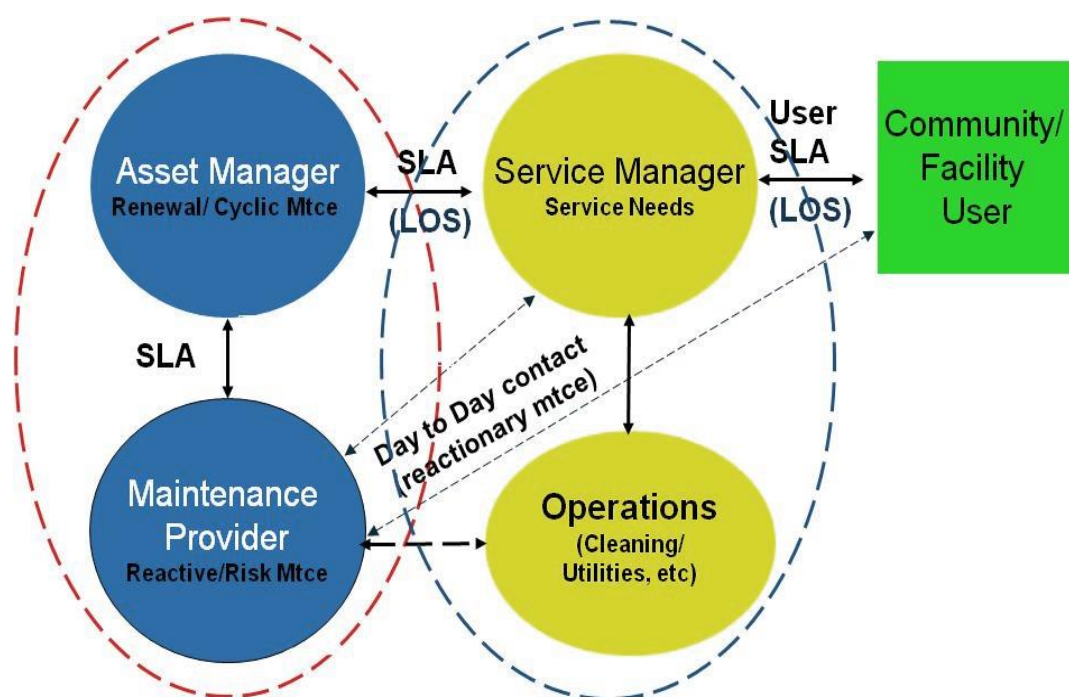 Asset Manager
Renewal/ Cyclic Mtce
SLA
(LOS)
Service Manager
Service Needs
User
SLA
(LOS)
Community/
Facility
User
SLA
Day to Day contact
(reactionary mtce)
Maintenance
Provider
Reactive/Risk Mtce
Operations
(Cleaning/
Utilities, etc)